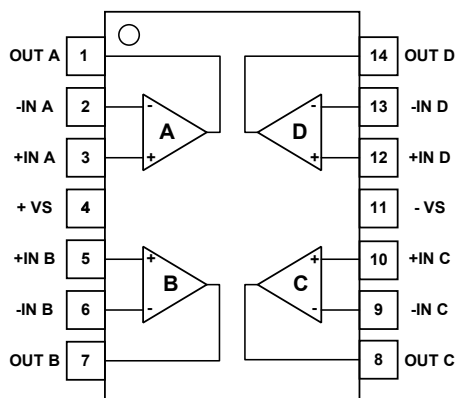 OUT A 1 14 OUT D
-IN A 2 - - 13 -IN D
A D
+IN A 3 + + 12 +IN D
+ VS 4 11 - VS
+IN B 5 + + 10 +IN C
B C
-IN B 6 - - 9 -IN C
OUT B 7 8 OUT C